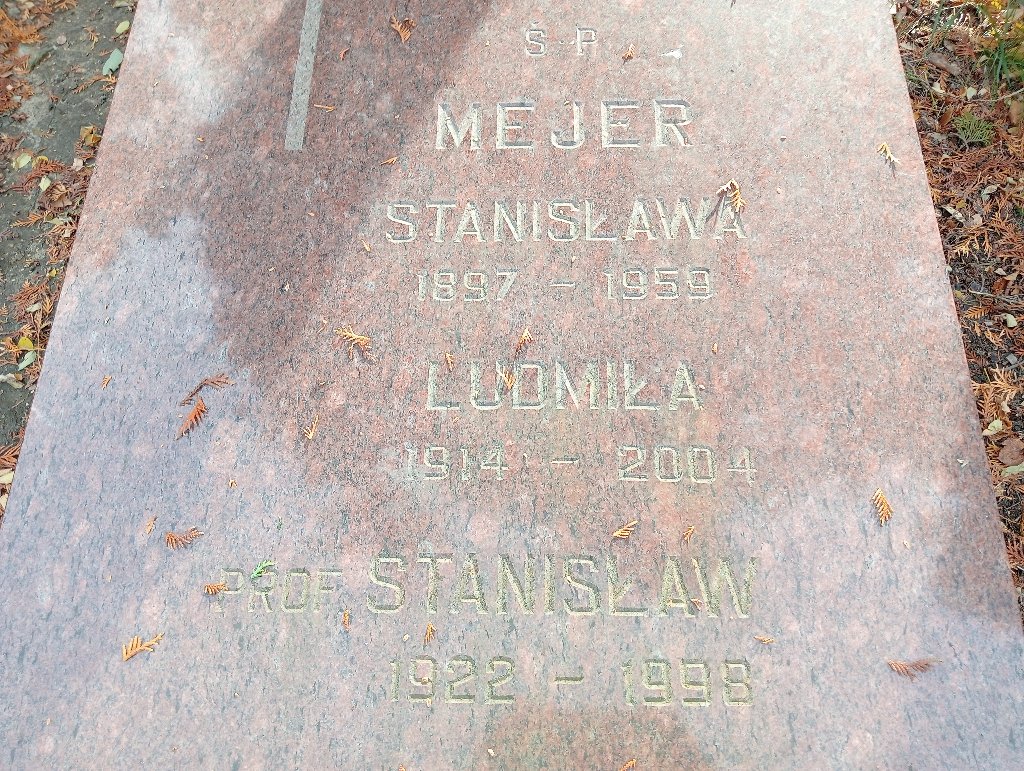 Ś P
MEJER
STANISŁAWA
1897 - 1959
LUDMIŁA
1914 - 2004
PROF STANISŁAW
1922 - 1998